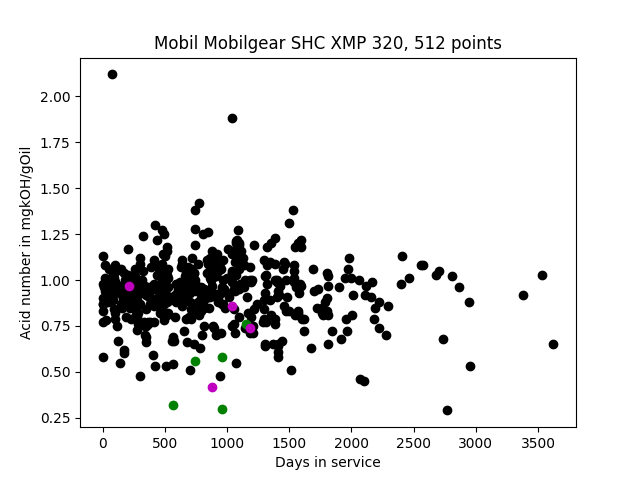 Mobil Mobilgear SHC XMP 320, 512 points
2.00
1.75
1.50
1.25
1.00
0.75
0.50
0.25
Acid number in mgKOH/gOil
0 500 1000 1500 2000 2500 3000 3500
Days in service